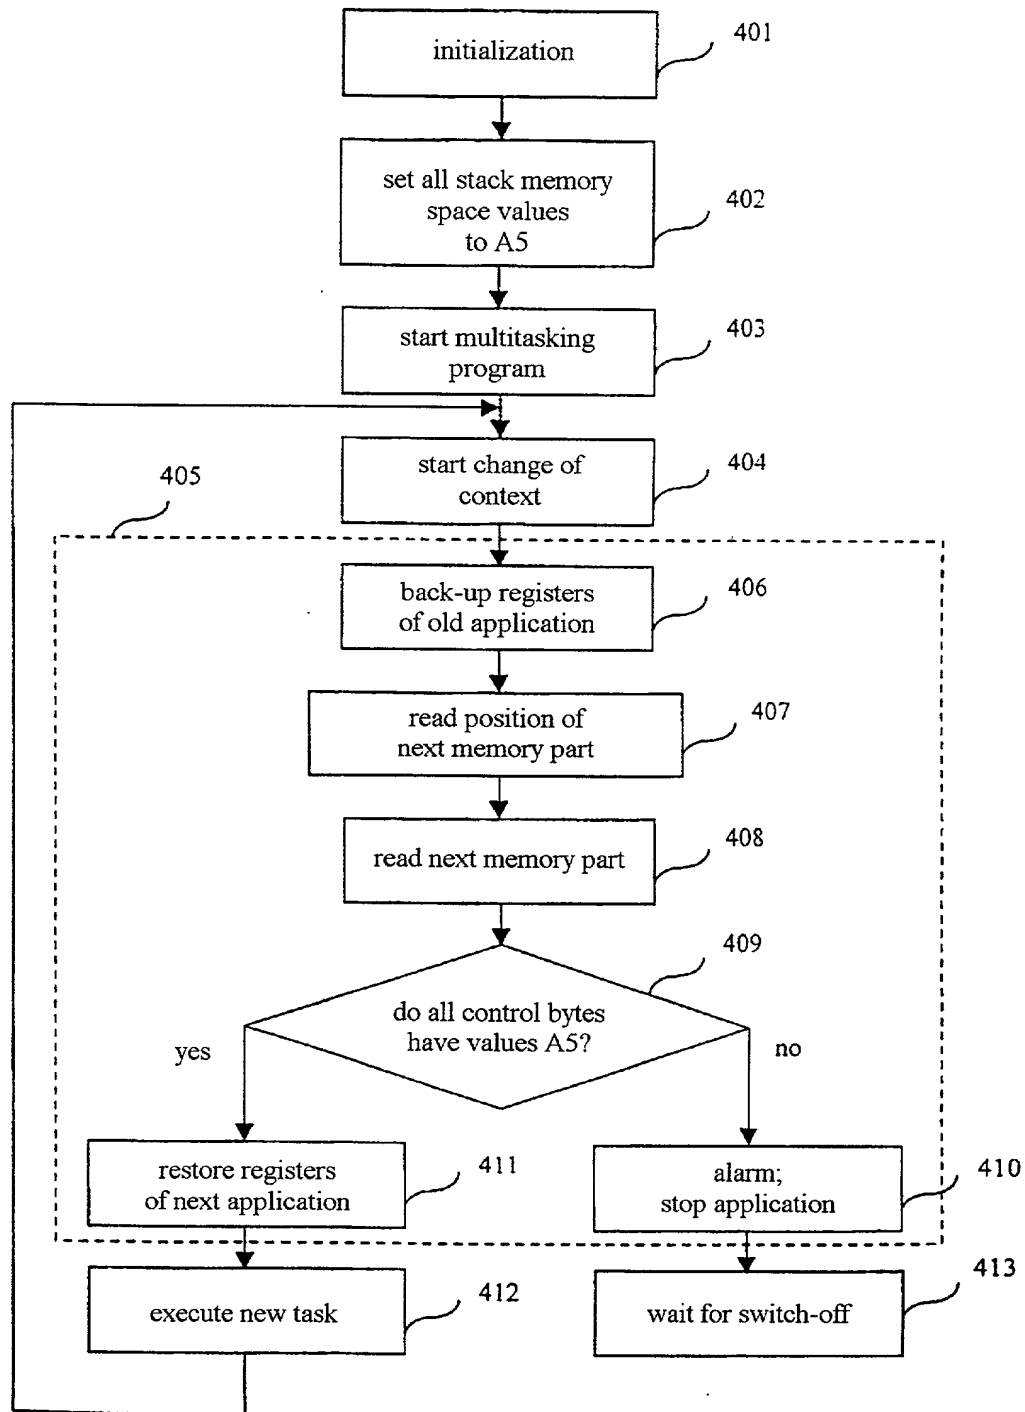 initialization
401
set all stack memory
space values
to A5
402
start multitasking
program
403
start change of
context
404
405
back-up registers
of old application
406
read position of
next memory part
407
read next memory part
408
409
do all control bytes
have values A5?
yes
no
restore registers
of next application
411
alarm;
stop application
410
execute new task
412
wait for switch-off
413